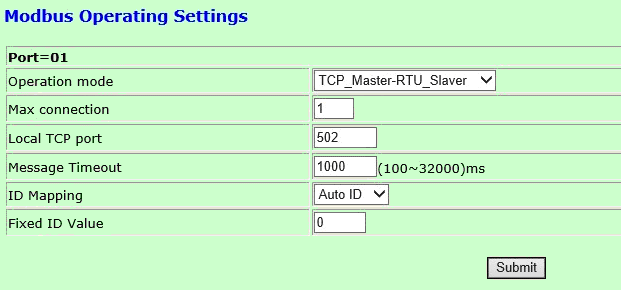 Modbus Operating Settings
Port=01
Operation mode TCP_Master-RTU_Slaver
Max connection 1
Local TCP port 502
Message Timeout 1000 (100~32000)ms
ID Mapping Auto ID
Fixed ID Value 0
Submit